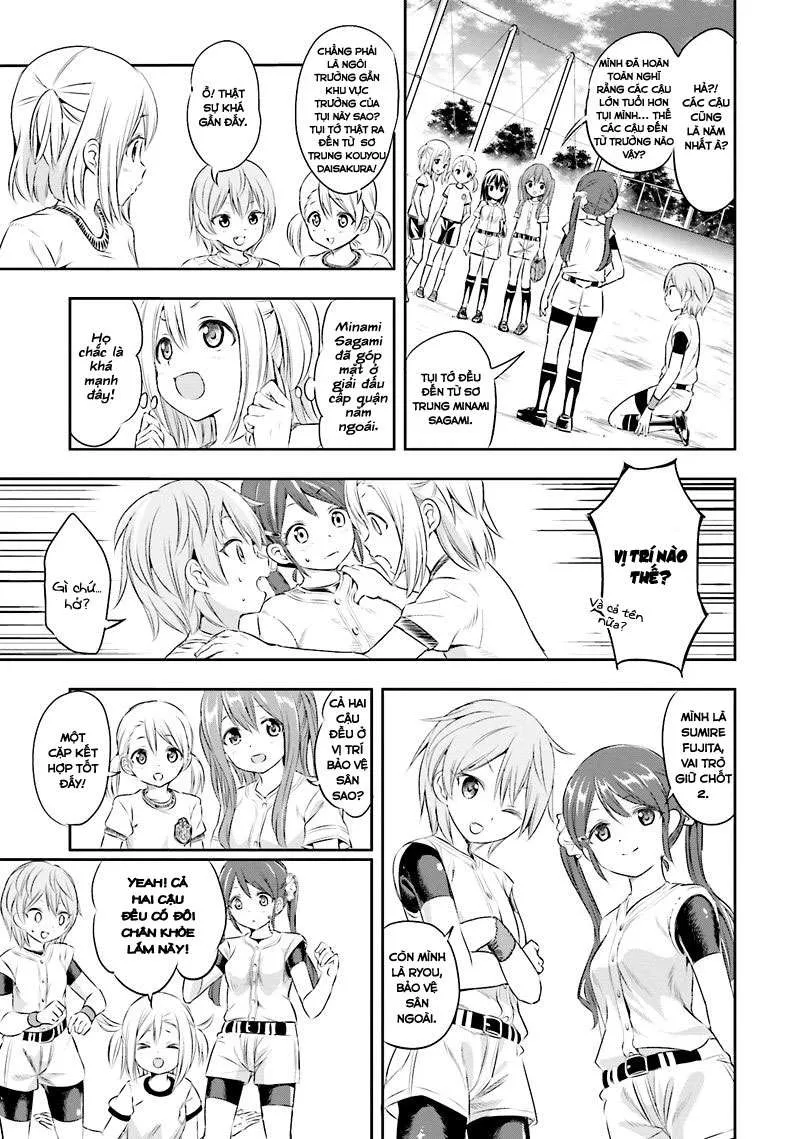 HẢ?!
CÁC CẬU
CŨNG
LÀ NĂM
NHẤT À?
MÌNH ĐÃ HOÀN
TOÀN NGHĨ
RẰNG CÁC CẬU
LỚN TUỔI HƠN
TỤI MÌNH... THẾ
CÁC CẬU ĐẾN
TỪ TRƯỜNG NÀO
VẬY?
TỤI TỚ ĐỀU
ĐẾN TỪ SƠ
TRUNG MINAMI
SAGAMI.
CHẲNG PHẢI
LÀ NGÔI
TRƯỜNG GẦN
KHU VỰC
TRƯỜNG CỦA
TỤI NÀY SAO?
TỤI TỚ THẬT RA
ĐẾN TỪ SƠ
TRUNG KOUYOU
DAISAKURA!
Ồ! THẬT
SỰ KHÁ
GẦN ĐẤY.
Minami
Sagami
đã góp
mặt ở
giải đấu
cấp quận
năm
ngoái.
Họ
chắc là
khá
mạnh
đây!
VỊ TRÍ NÀO
THẾ?
Và cả tên
nữa?
Gì chứ...
hở?
MÌNH LÀ
SUMIRE
FUJITA,
VAI TRÒ
GIỮ CHỐT
2.
CÒN MÌNH
LÀ RYOU,
BẢO VỆ
SÂN
NGOÀI.
CẢ HAI
CẬU ĐỀU
Ở VỊ TRÍ
BẢO VỆ
SÂN
SAO?
MỘT
CẶP KẾT
HỢP TỐT
ĐẤY!
YEAH! CẢ
HAI CẬU
ĐỀU CÓ ĐÔI
CHÂN KHỎE
LẮM NÀY!